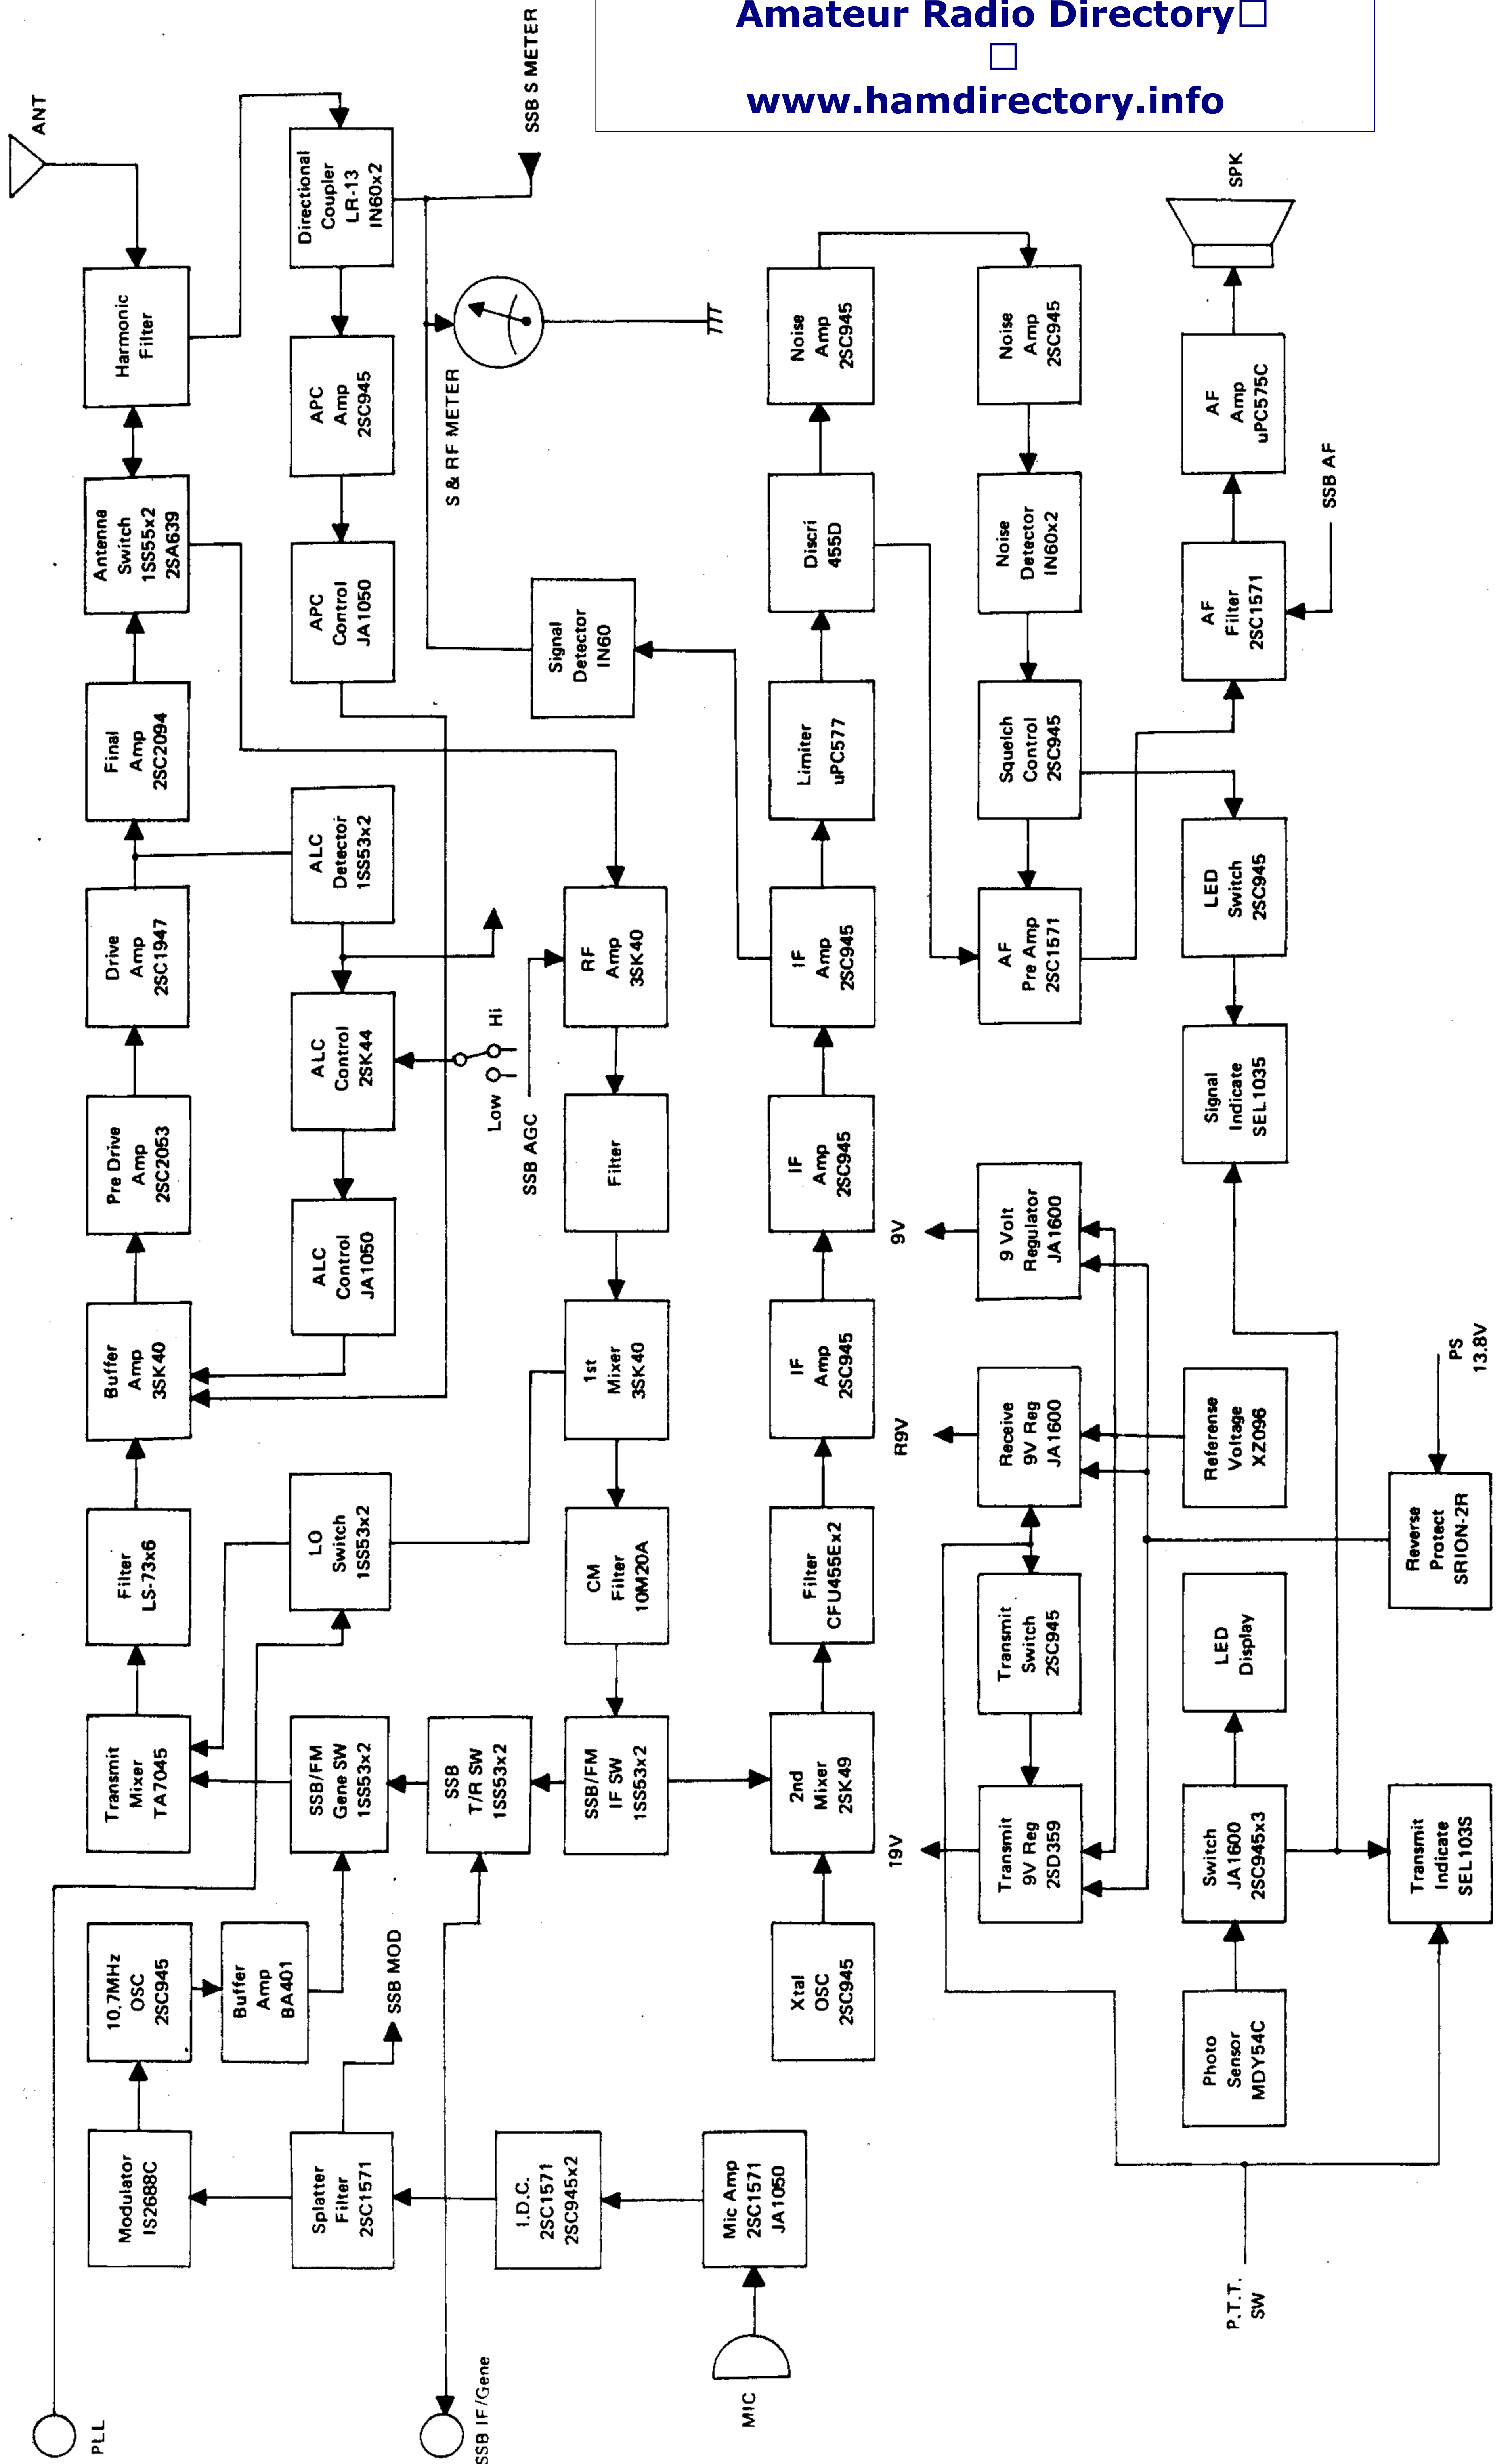 Amateur Radio Directory
www.hamdirectory.info
PLL
Modulator
IS2688C
10.7MHz
OSC
2SC945
Buffer
Amp
BA401
Transmit
Mixer
TA7045
Filter
LS-73x6
Buffer
Amp
3SK40
Pre Drive
Amp
2SC2053
Drive
Amp
2SC1947
Final
Amp
2SC2094
Antenna
Switch
1SS55x2
2SA639
Harmonic
Filter
ANT
Splatter
Filter
2SC1571
SSB MOD
SSB/FM
Gene SW
1SS53x2
LO
Switch
1SS53x2
ALC
Control
JA1050
ALC
Control
2SK44
ALC
Detector
1SS53x2
APC
Control
JA1050
APC
Amp
2SC945
Directional
Coupler
LR-13
IN60x2
SSB IF/Gene
SSB
T/R SW
1SS53x2
Low
Hi
SSB AGC
S & RF METER
SSB S METER
I.D.C.
2SC1571
2SC945x2
SSB/FM
IF SW
1SS53x2
CM
Filter
10M20A
1st
Mixer
3SK40
Filter
RF
Amp
3SK40
Signal
Detector
IN60
MIC
Mic Amp
2SC1571
JA1050
Xtal
OSC
2SC945
2nd
Mixer
2SK49
Filter
CFU455Ex2
IF
Amp
2SC945
IF
Amp
2SC945
IF
Amp
2SC945
Limiter
uPC577
Discri
455D
Noise
Amp
2SC945
19V
Transmit
9V Reg
2SD359
Transmit
Switch
2SC945
R9V
Receive
9V Reg
JA1600
9V
9 Volt
Regulator
JA1600
AF
Pre Amp
2SC1571
Squelch
Control
2SC945
Noise
Detector
IN60x2
Noise
Amp
2SC945
P.T.T.
SW
Photo
Sensor
MDY54C
Switch
JA1600
2SC945x3
LED
Display
Referense
Voltage
XZ096
Signal
Indicate
SEL1035
LED
Switch
2SC945
AF
Filter
2SC1571
SSB AF
AF
Amp
uPC575C
SPK
Transmit
Indicate
SEL103S
Reverse
Protect
SRION-2R
PS
13.8V